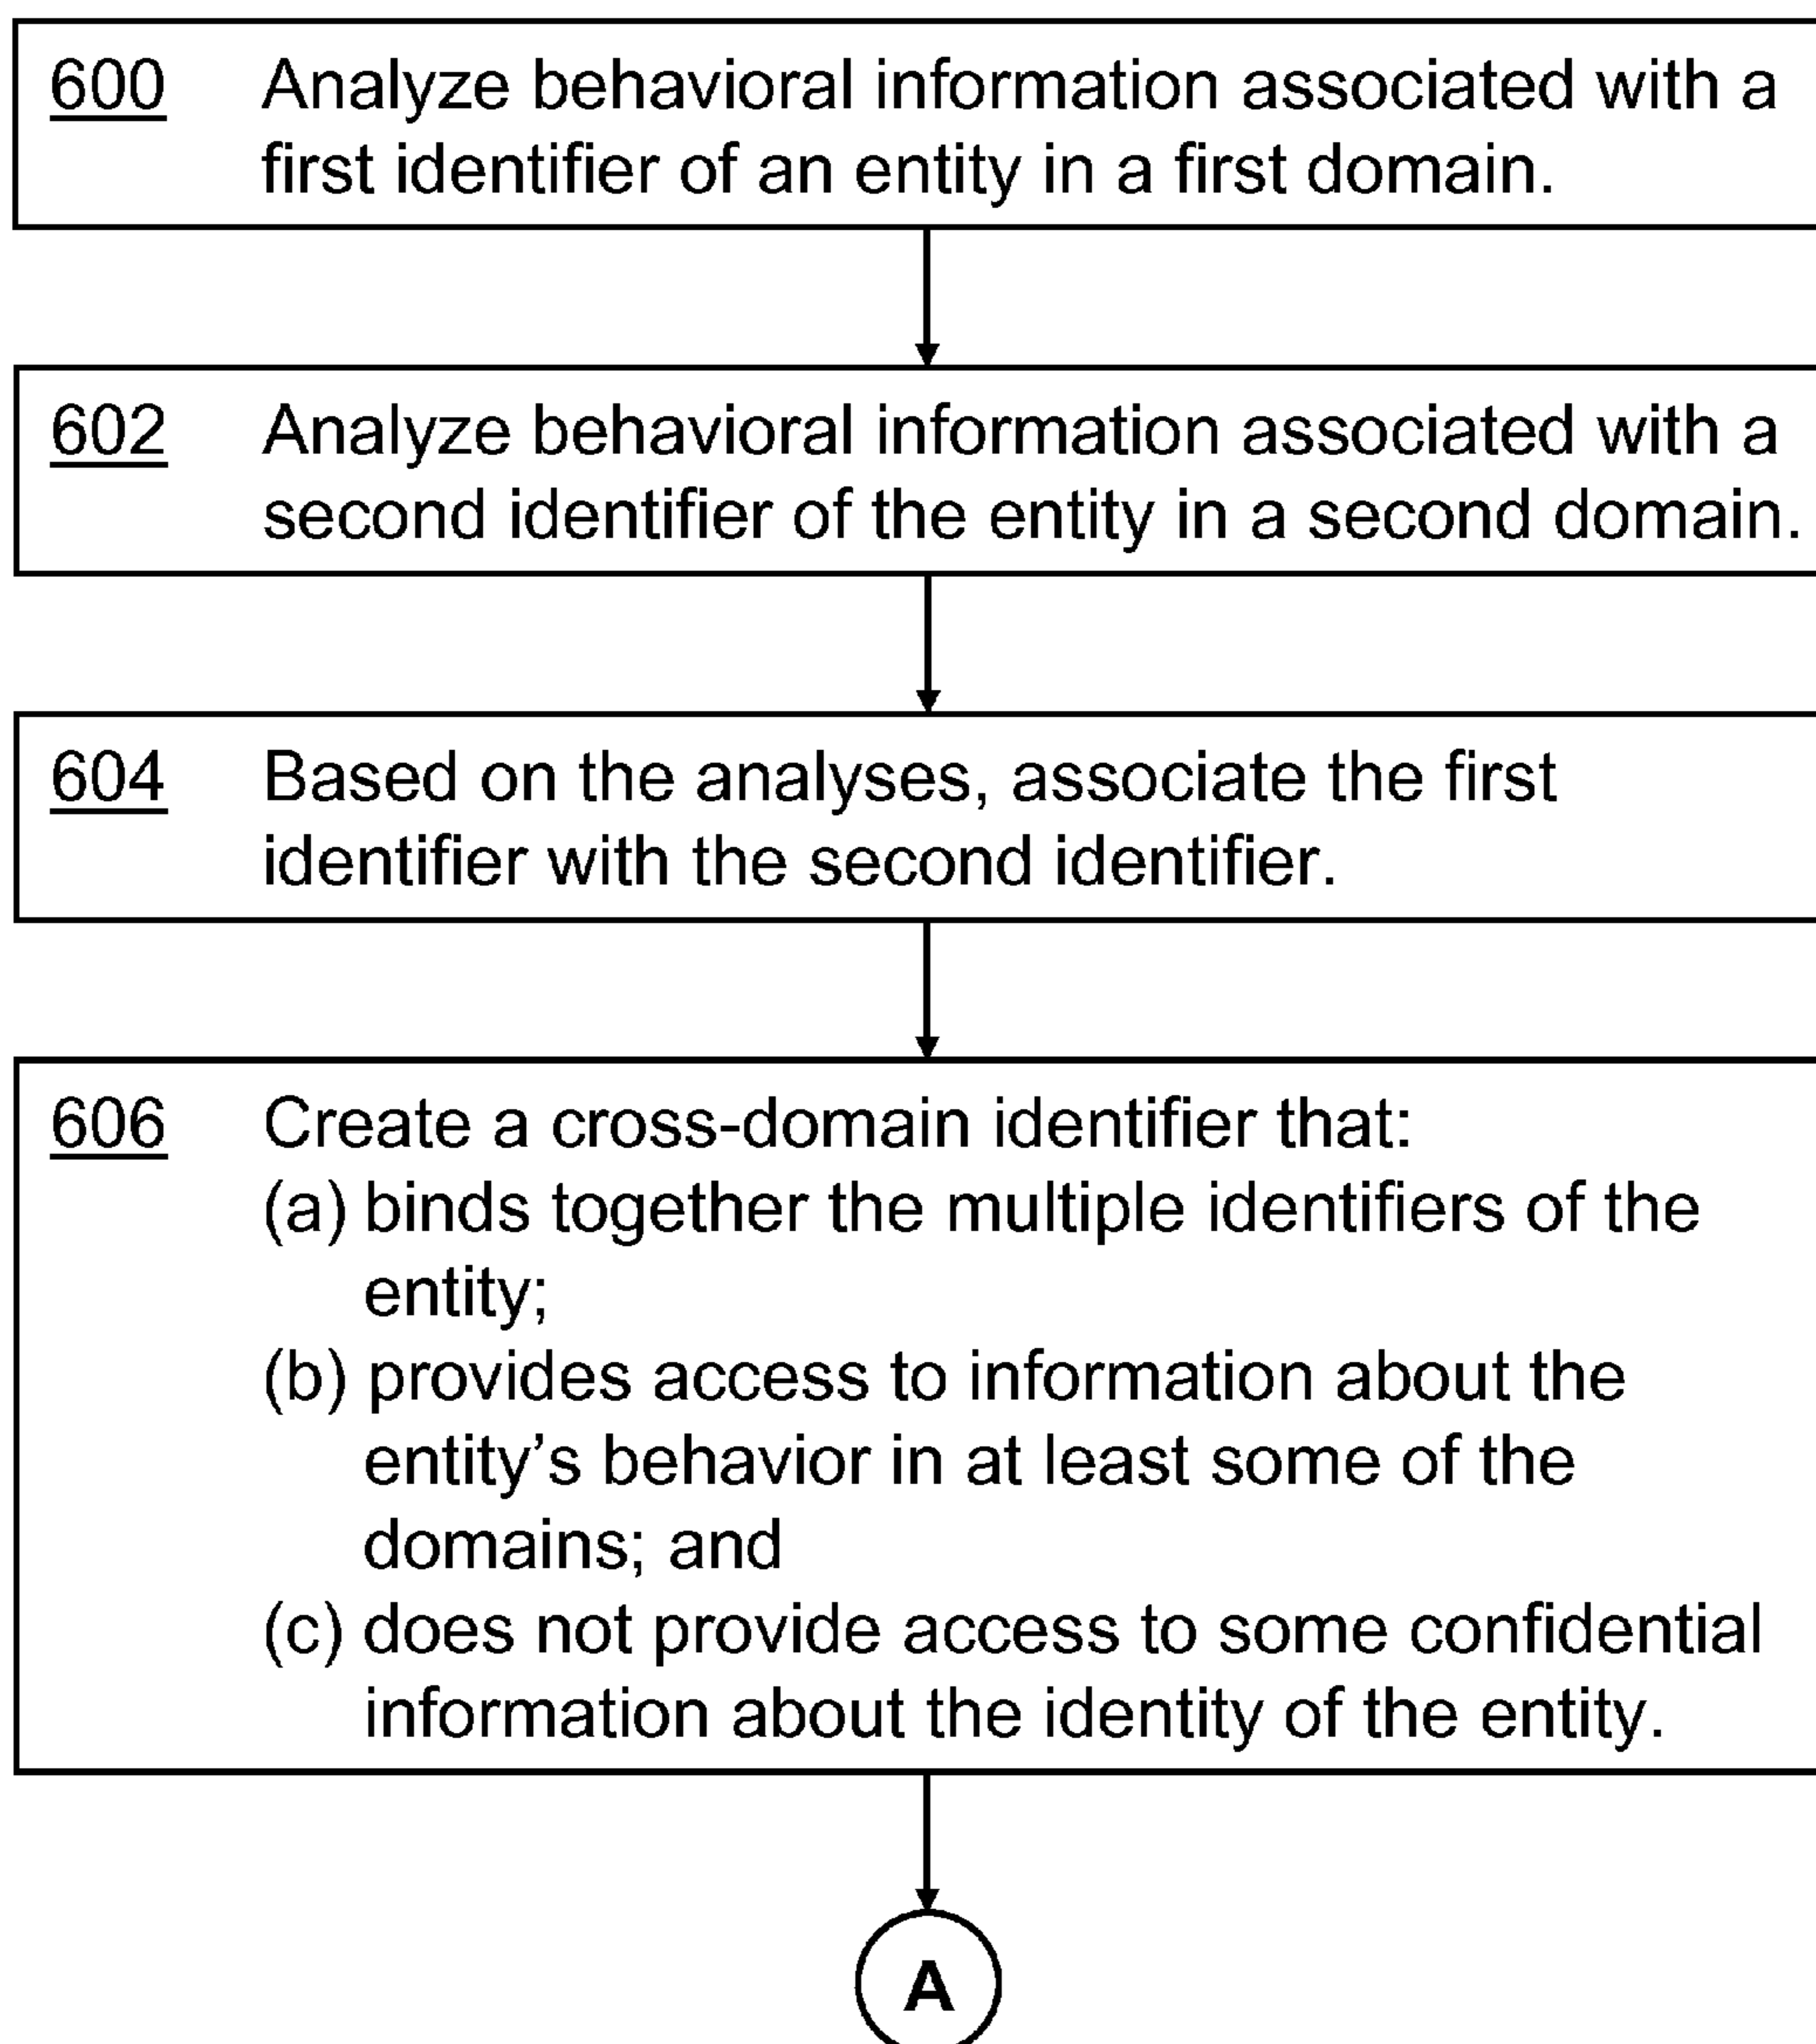 600 Analyze behavioral information associated with a
first identifier of an entity in a first domain.
602 Analyze behavioral information associated with a
second identifier of the entity in a second domain.
604 Based on the analyses, associate the first
identifier with the second identifier.
606 Create a cross-domain identifier that:
(a) binds together the multiple identifiers of the
entity;
(b) provides access to information about the
entity’s behavior in at least some of the
domains; and
(c) does not provide access to some confidential
information about the identity of the entity.
A